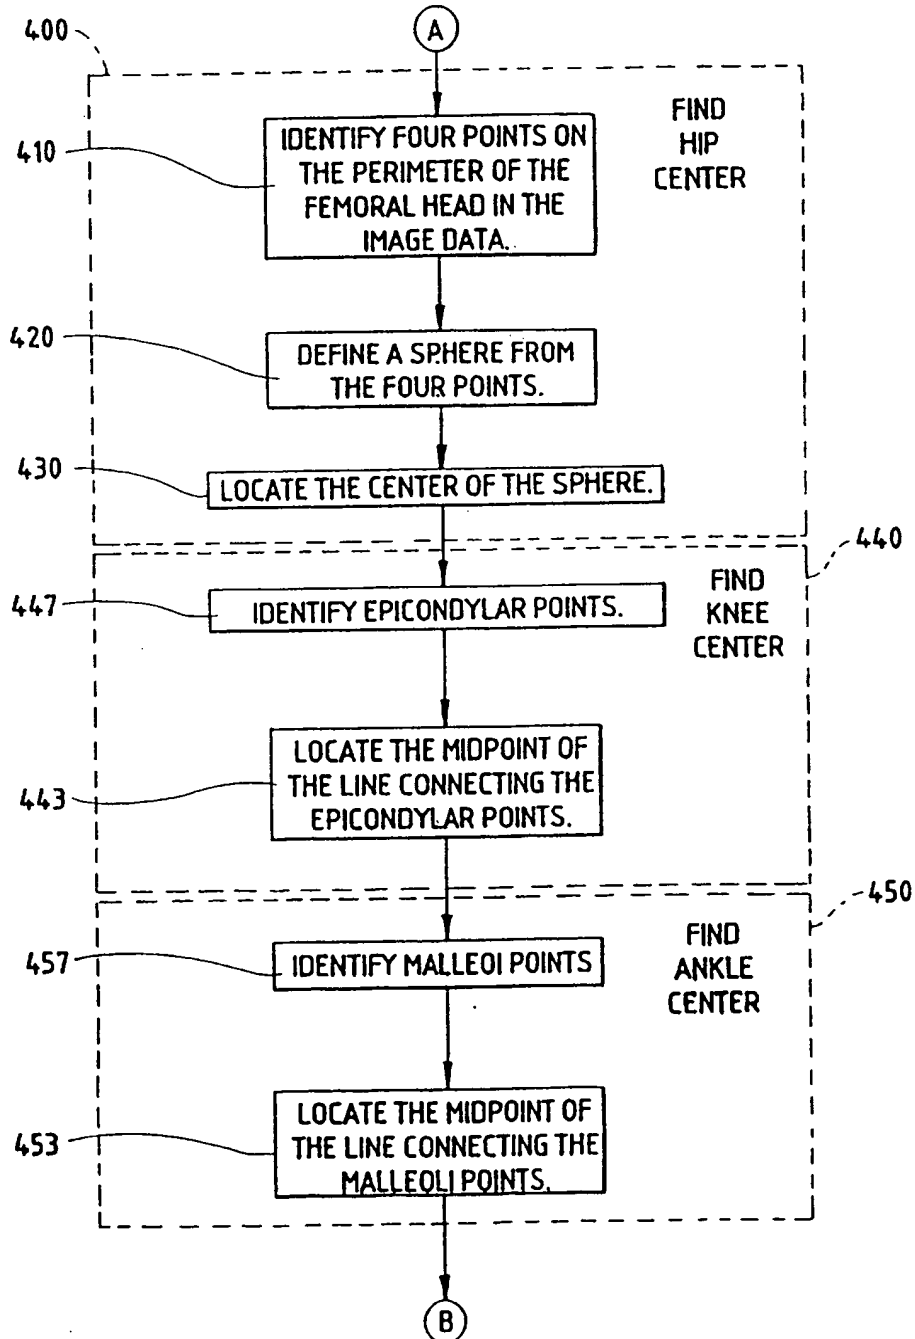 A
400
FIND
HIP
CENTER
410
IDENTIFY FOUR POINTS ON
THE PERIMETER OF THE
FEMORAL HEAD IN THE
IMAGE DATA.
420
DEFINE A SPHERE FROM
THE FOUR POINTS.
430
LOCATE THE CENTER OF THE SPHERE.
440
FIND
KNEE
CENTER
447
IDENTIFY EPICONDYLAR POINTS.
443
LOCATE THE MIDPOINT OF
THE LINE CONNECTING THE
EPICONDYLAR POINTS.
450
FIND
ANKLE
CENTER
457
IDENTIFY MALLEOI POINTS
453
LOCATE THE MIDPOINT OF
THE LINE CONNECTING THE
MALLEOLI POINTS.
B